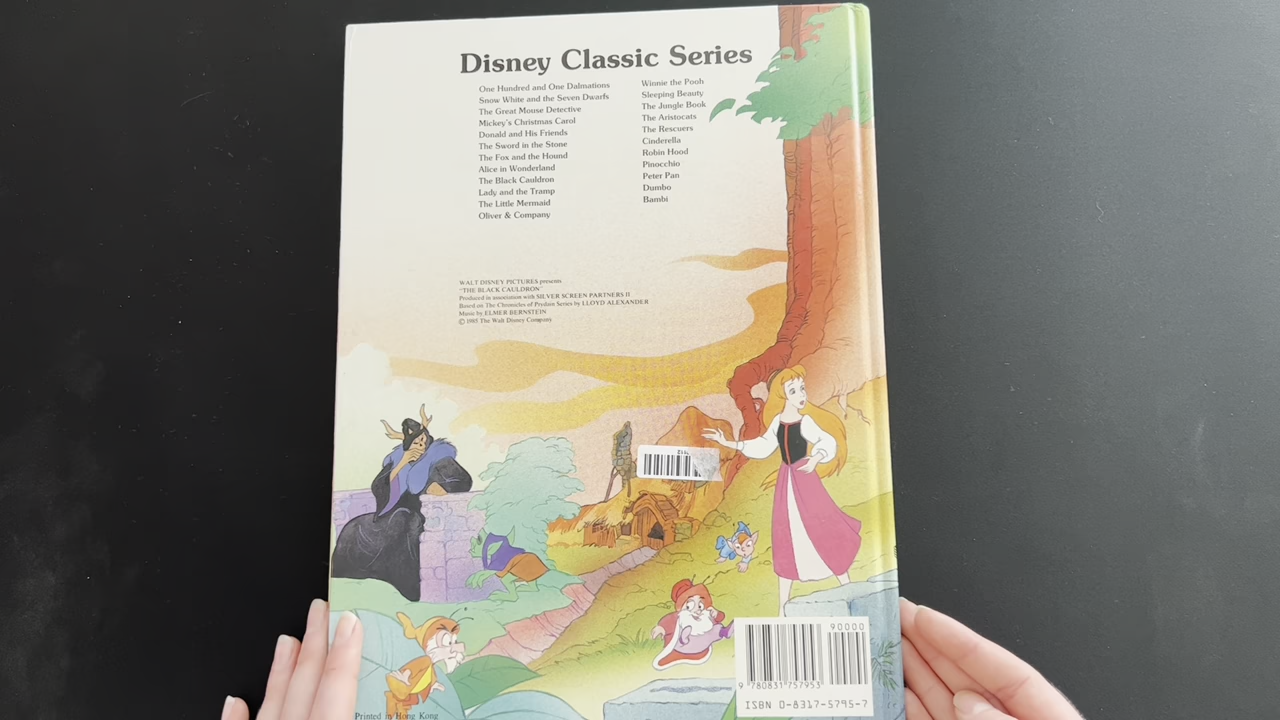 Disney Classic Series
One Hundred and One Dalmations
Snow White and the Seven Dwarfs
The Great Mouse Detective
Mickey's Christmas Carol
Donald and His Friends
The Sword in the Stone
The Fox and the Hound
Alice in Wonderland
The Black Cauldron
Lady and the Tramp
The Little Mermaid
Oliver & Company
Winnie the Pooh
Sleeping Beauty
The Jungle Book
The Aristocats
The Rescuers
Cinderella
Robin Hood
Pinocchio
Peter Pan
Dumbo
Bambi
WALT DISNEY PICTURES presents
"THE BLACK CAULDRON"
Produced in association with SILVER SCREEN PARTNERS II
Based on The Chronicles of Prydain Series by LLOYD ALEXANDER
Music by ELMER BERNSTEIN
© 1985 The Walt Disney Company
90000
9 780831 757953
ISBN 0-8317-5795-7
Printed in Hong Kong